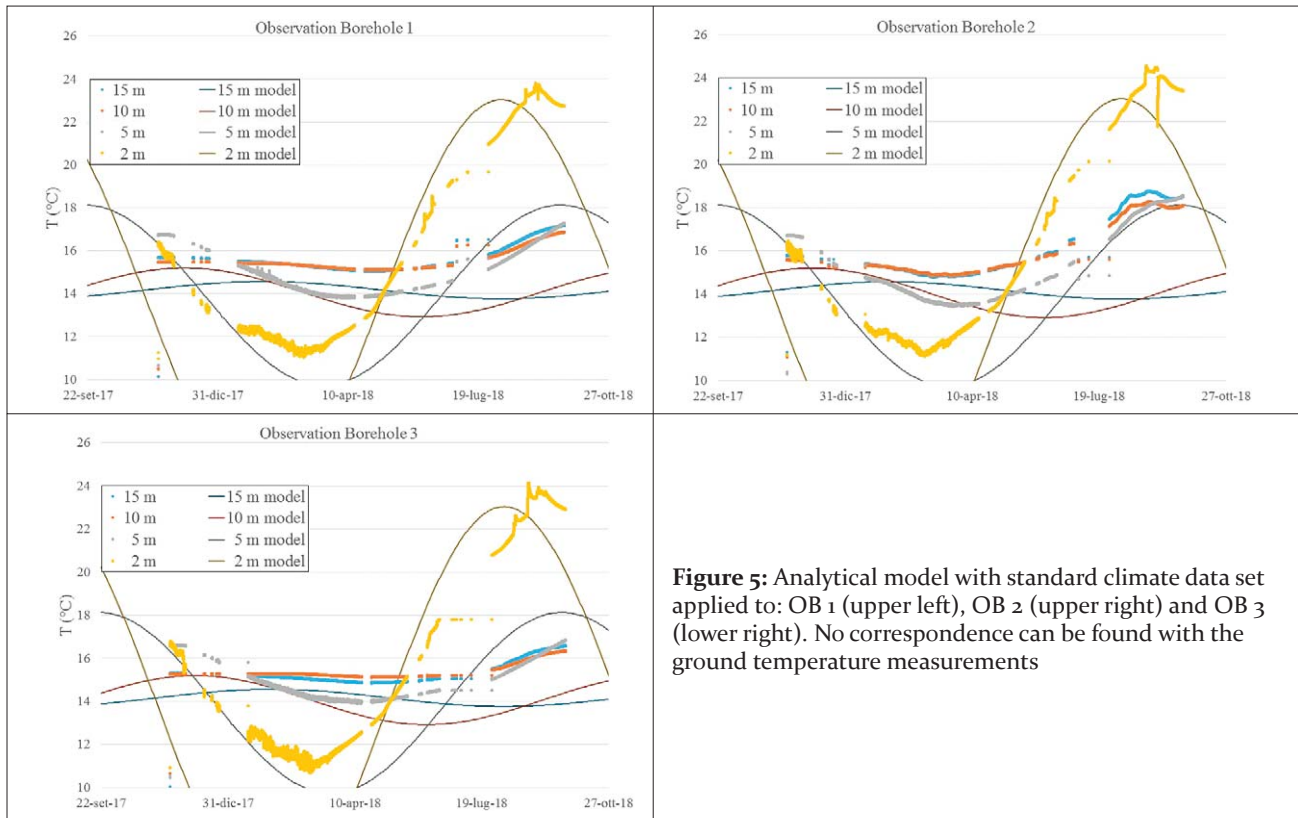 Observation Borehole 1
26
24
22
20
18
16
14
12
10
T (°C)
15 m 15 m model
10 m 10 m model
5 m 5 m model
2 m 2 m model
22-set-17 31-dic-17 10-apr-18 19-lug-18 27-ott-18
Observation Borehole 2
26
24
22
20
18
16
14
12
10
T (°C)
15 m 15 m model
10 m 10 m model
5 m 5 m model
2 m 2 m model
22-set-17 31-dic-17 10-apr-18 19-lug-18 27-ott-18
Observation Borehole 3
26
24
22
20
18
16
14
12
10
T (°C)
15 m 15 m model
10 m 10 m model
5 m 5 m model
2 m 2 m model
22-set-17 31-dic-17 10-apr-18 19-lug-18 27-ott-18
Figure 5: Analytical model with standard climate data set
applied to: OB 1 (upper left), OB 2 (upper right) and OB 3
(lower right). No correspondence can be found with the
ground temperature measurements